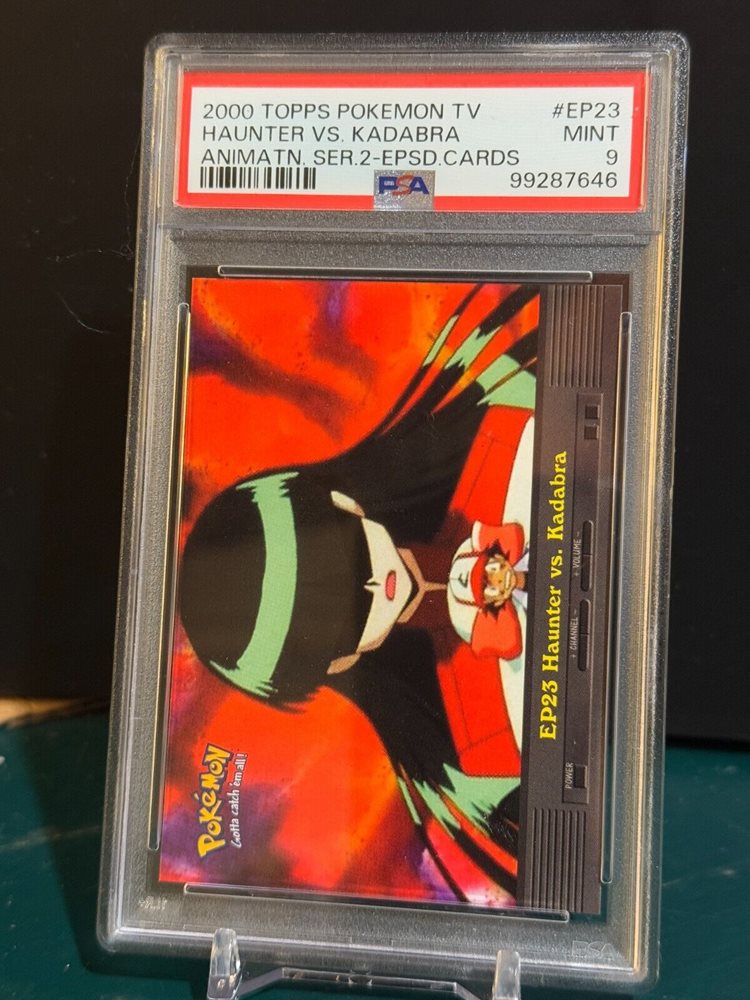 2000 TOPPS POKEMON TV #EP23
HAUNTER VS. KADABRA MINT
ANIMATN. SER.2-EPSD.CARDS 9
PSA 99287646
EP23 Haunter vs. Kadabra
POWER + CHANNEL - + VOLUME -
POKéMON
Gotta catch 'em all!
PSA